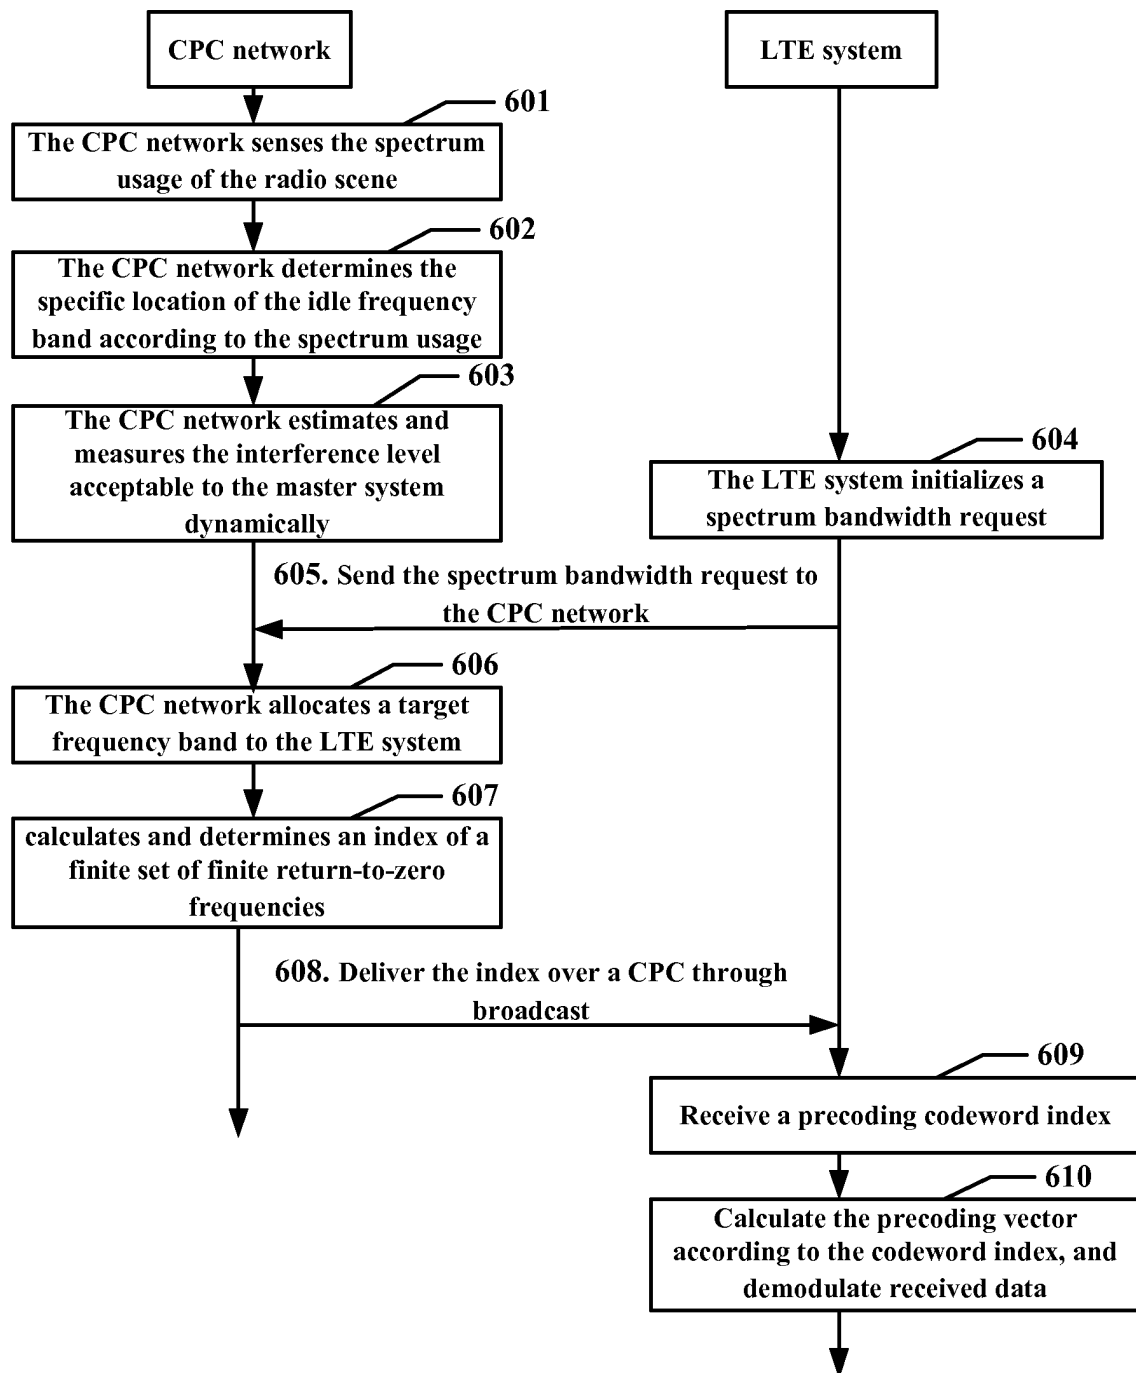 CPC network
LTE system
601
The CPC network senses the spectrum
usage of the radio scene
602
The CPC network determines the
specific location of the idle frequency
band according to the spectrum usage
603
The CPC network estimates and
measures the interference level
acceptable to the master system
dynamically
604
The LTE system initializes a
spectrum bandwidth request
605. Send the spectrum bandwidth request to
the CPC network
606
The CPC network allocates a target
frequency band to the LTE system
607
calculates and determines an index of a
finite set of finite return-to-zero
frequencies
608. Deliver the index over a CPC through
broadcast
609
Receive a precoding codeword index
610
Calculate the precoding vector
according to the codeword index, and
demodulate received data